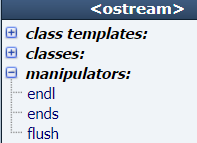 <ostream>
class templates:
classes:
manipulators:
endl
ends
flush